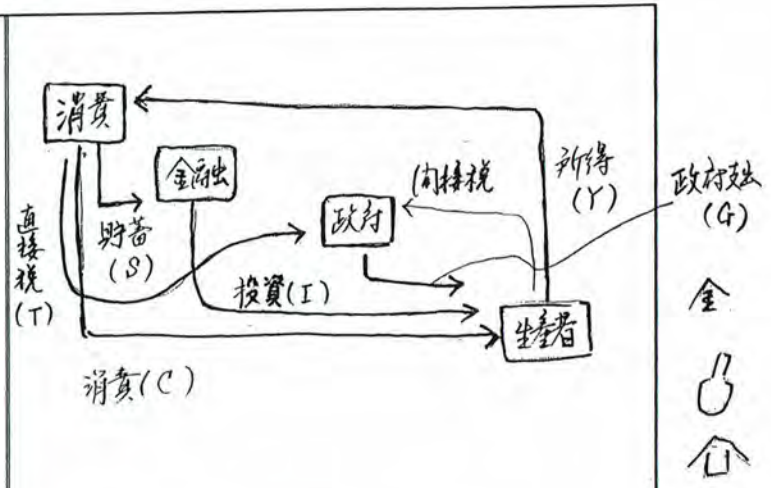 消費
金融
政府
生産者
直接税
(T)
貯蓄
(S)
投資(I)
消費(C)
間接税
所得
(Y)
政府支出
(G)
金